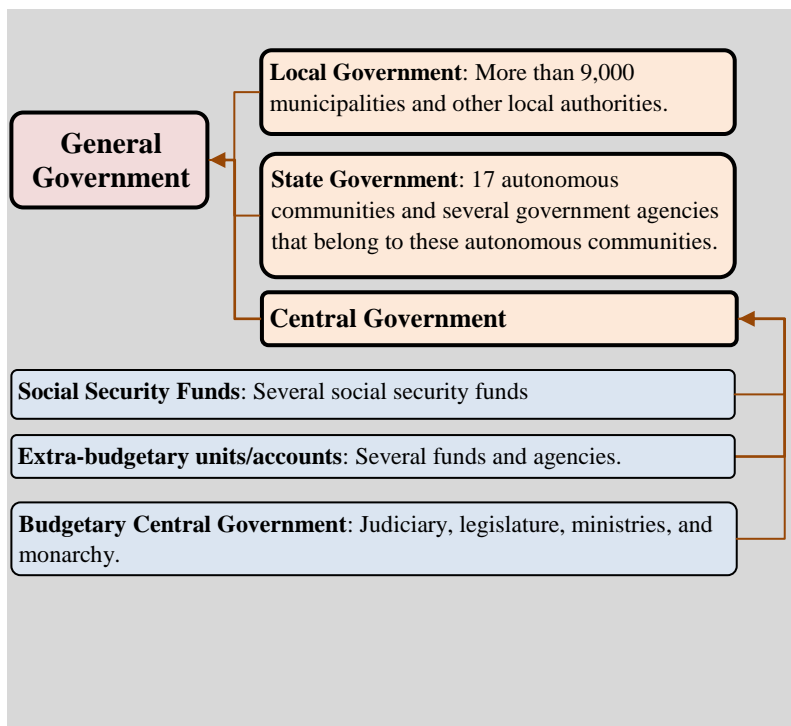 General
Government
Local Government: More than 9,000
municipalities and other local authorities.
State Government: 17 autonomous
communities and several government agencies
that belong to these autonomous communities.
Central Government
Social Security Funds: Several social security funds
Extra-budgetary units/accounts: Several funds and agencies.
Budgetary Central Government: Judiciary, legislature, ministries, and
monarchy.